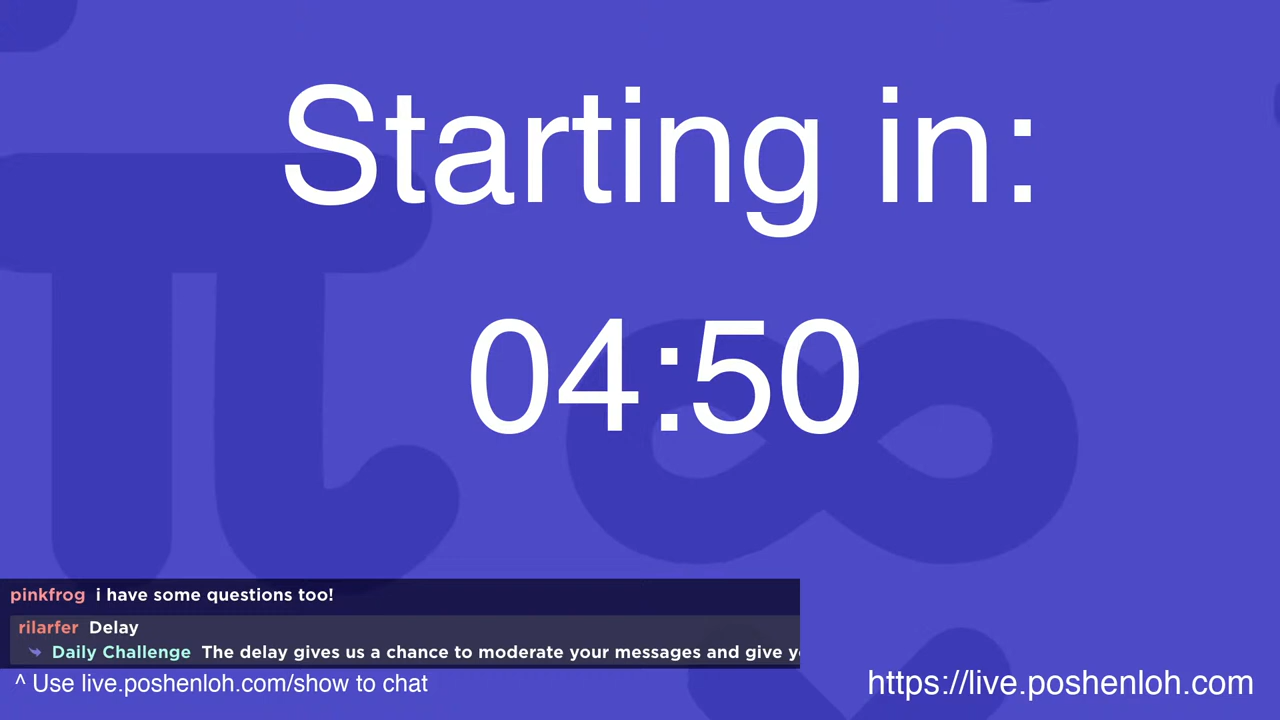 Starting in:
04:50
pinkfrog i have some questions too!
rilarfer Delay
Daily Challenge The delay gives us a chance to moderate your messages and give
^ Use live.poshenloh.com/show to chat
https://live.poshenloh.com